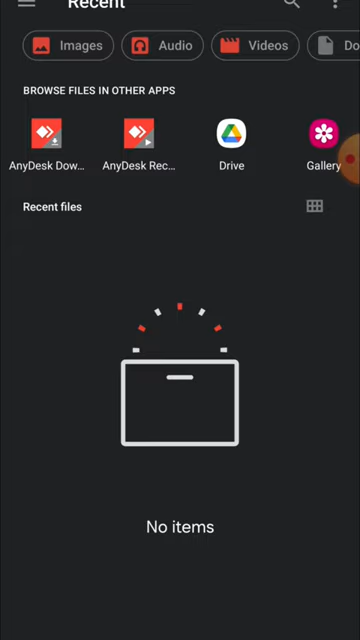 Recent
Images
Audio
Videos
Do
BROWSE FILES IN OTHER APPS
AnyDesk Dow...
AnyDesk Rec...
Drive
Gallery
Recent files
No items